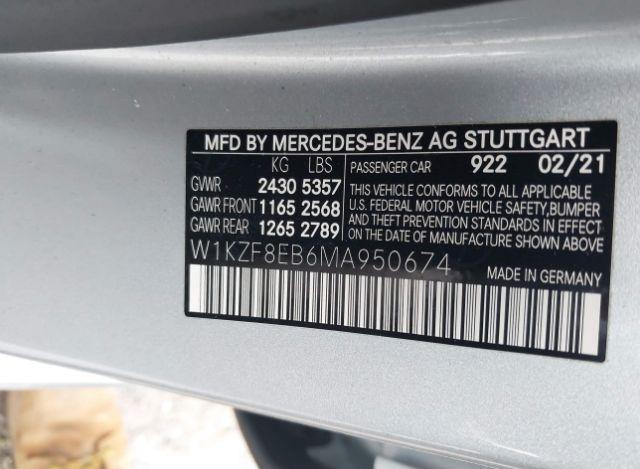 MFD BY MERCEDES-BENZ AG STUTTGART
KG LBS PASSENGER CAR 922 02/21
GVWR 2430 5357
GAWR FRONT 1165 2568
GAWR REAR 1265 2789
THIS VEHICLE CONFORMS TO ALL APPLICABLE
U.S. FEDERAL MOTOR VEHICLE SAFETY, BUMPER
AND THEFT PREVENTION STANDARDS IN EFFECT
ON THE DATE OF MANUFACTURE SHOWN ABOVE.
W1KZF8EB6MA950674
MADE IN GERMANY